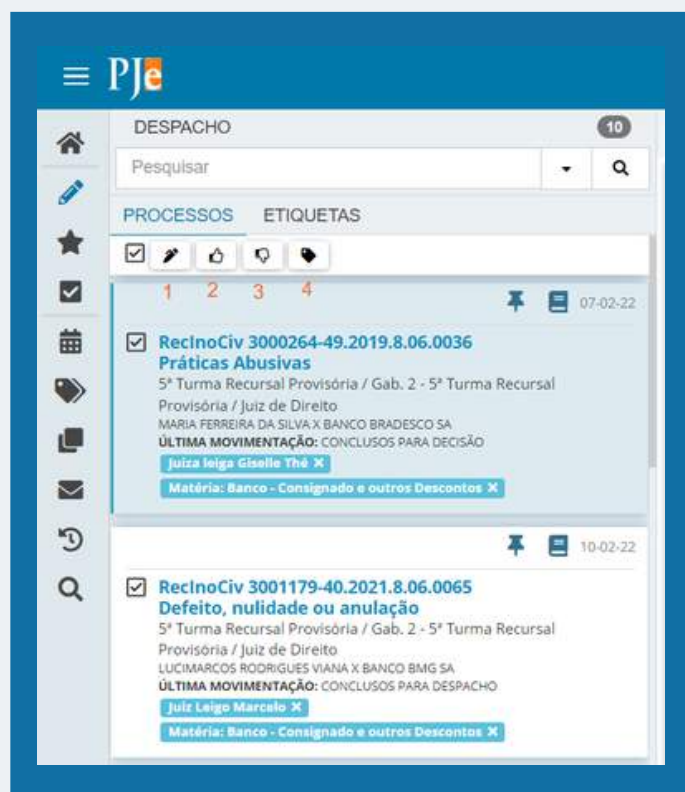 PJe
DESPACHO
10
Pesquisar
PROCESSOS ETIQUETAS
1 2 3 4
07-02-22
RecInoCiv 3000264-49.2019.8.06.0036
Práticas Abusivas
5ª Turma Recursal Provisória / Gab. 2 - 5ª Turma Recursal
Provisória / Juiz de Direito
MARIA FERREIRA DA SILVA X BANCO BRADESCO SA
ÚLTIMA MOVIMENTAÇÃO: CONCLUSOS PARA DECISÃO
Juiza leiga Giselle Thé X
Matéria: Banco - Consignado e outros Descontos X
10-02-22
RecInoCiv 3001179-40.2021.8.06.0065
Defeito, nulidade ou anulação
5ª Turma Recursal Provisória / Gab. 2 - 5ª Turma Recursal
Provisória / Juiz de Direito
LUCIMARCOS RODRIGUES VIANA X BANCO BMG SA
ÚLTIMA MOVIMENTAÇÃO: CONCLUSOS PARA DESPACHO
Juiz Leigo Marcelo X
Matéria: Banco - Consignado e outros Descontos X